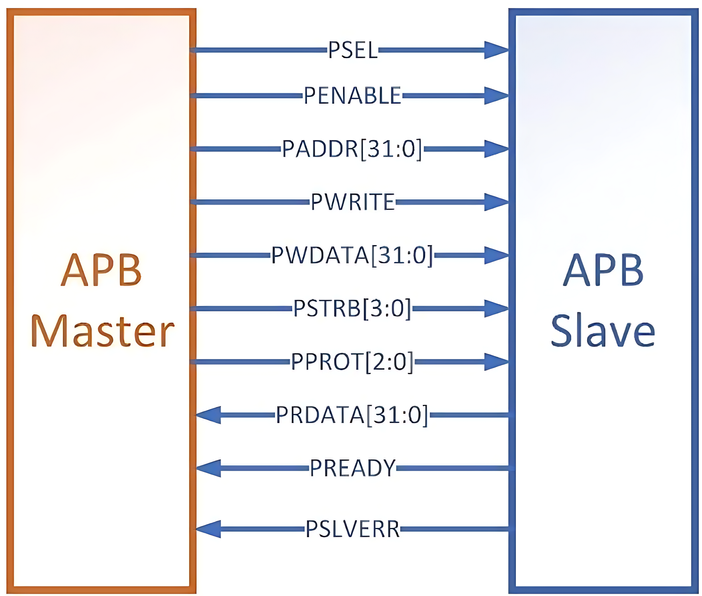 PSEL
PENABLE
PADDR[31:0]
PWRITE
PWDATA[31:0]
APB
Master
APB
Slave
PSTRB[3:0]
PPROT[2:0]
PRDATA[31:0]
PREADY
PSLVERR